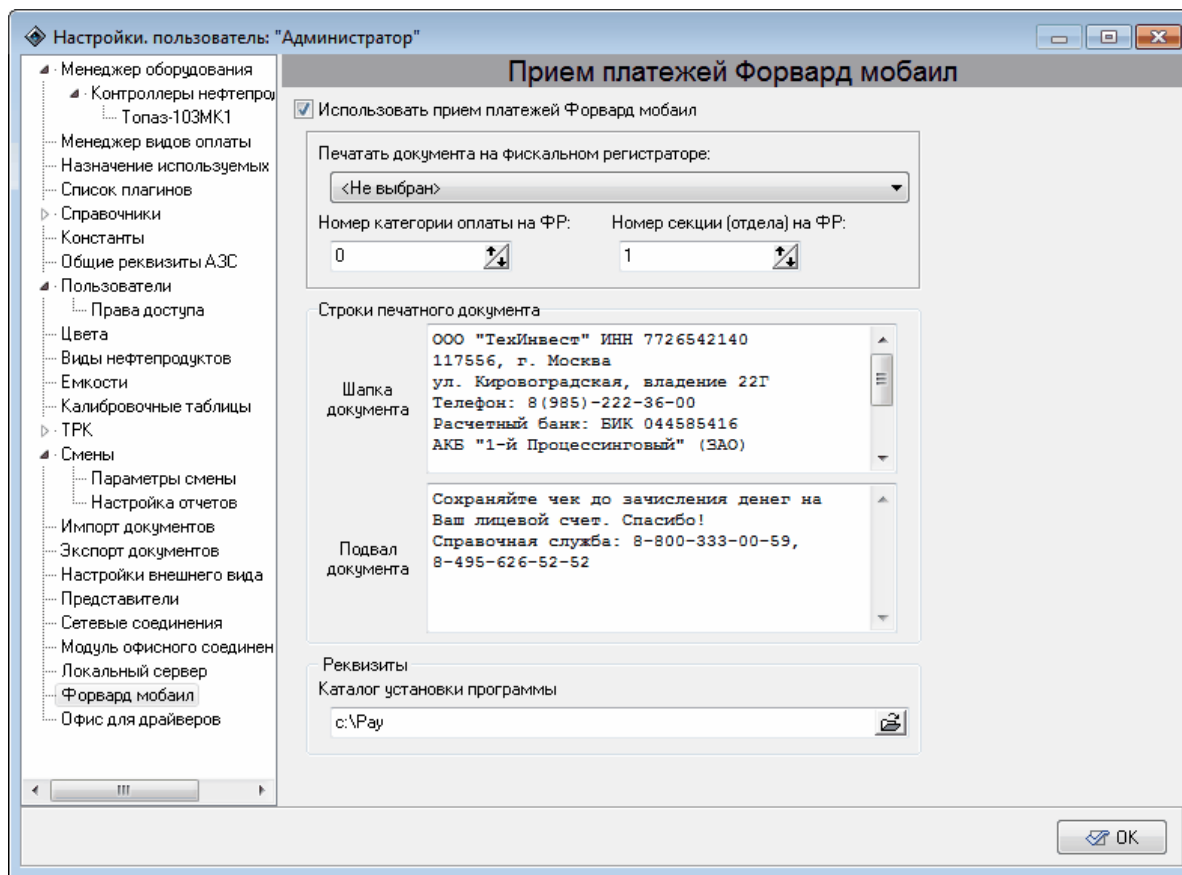 Настройки. пользователь: "Администратор"
Менеджер оборудования
Контроллеры нефтепро
Топаз-103МК1
Менеджер видов оплаты
Назначение используемых
Список плагинов
Справочники
Константы
Общие реквизиты АЗС
Пользователи
Права доступа
Цвета
Виды нефтепродуктов
Емкости
Калибровочные таблицы
ТРК
Смены
Параметры смены
Настройка отчетов
Импорт документов
Экспорт документов
Настройки внешнего вида
Представители
Сетевые соединения
Модуль офисного соединен
Локальный сервер
Форвард мобаил
Офис для драйверов
Прием платежей Форвард мобаил
Использовать прием платежей Форвард мобаил
Печатать документа на фискальном регистраторе:
<Не выбран>
Номер категории оплаты на ФР: Номер секции (отдела) на ФР:
0 1
Строки печатного документа
Шапка документа
ООО "ТехИнвест" ИНН 7726542140
117556, г. Москва
ул. Кировоградская, владение 22Г
Телефон: 8(985)-222-36-00
Расчетный банк: БИК 044585416
АКБ "1-й Процессинговый" (ЗАО)
Подвал документа
Сохраняйте чек до зачисления денег на
Ваш лицевой счет. Спасибо!
Справочная служба: 8-800-333-00-59,
8-495-626-52-52
Реквизиты
Каталог установки программы
c:\Pay
OK